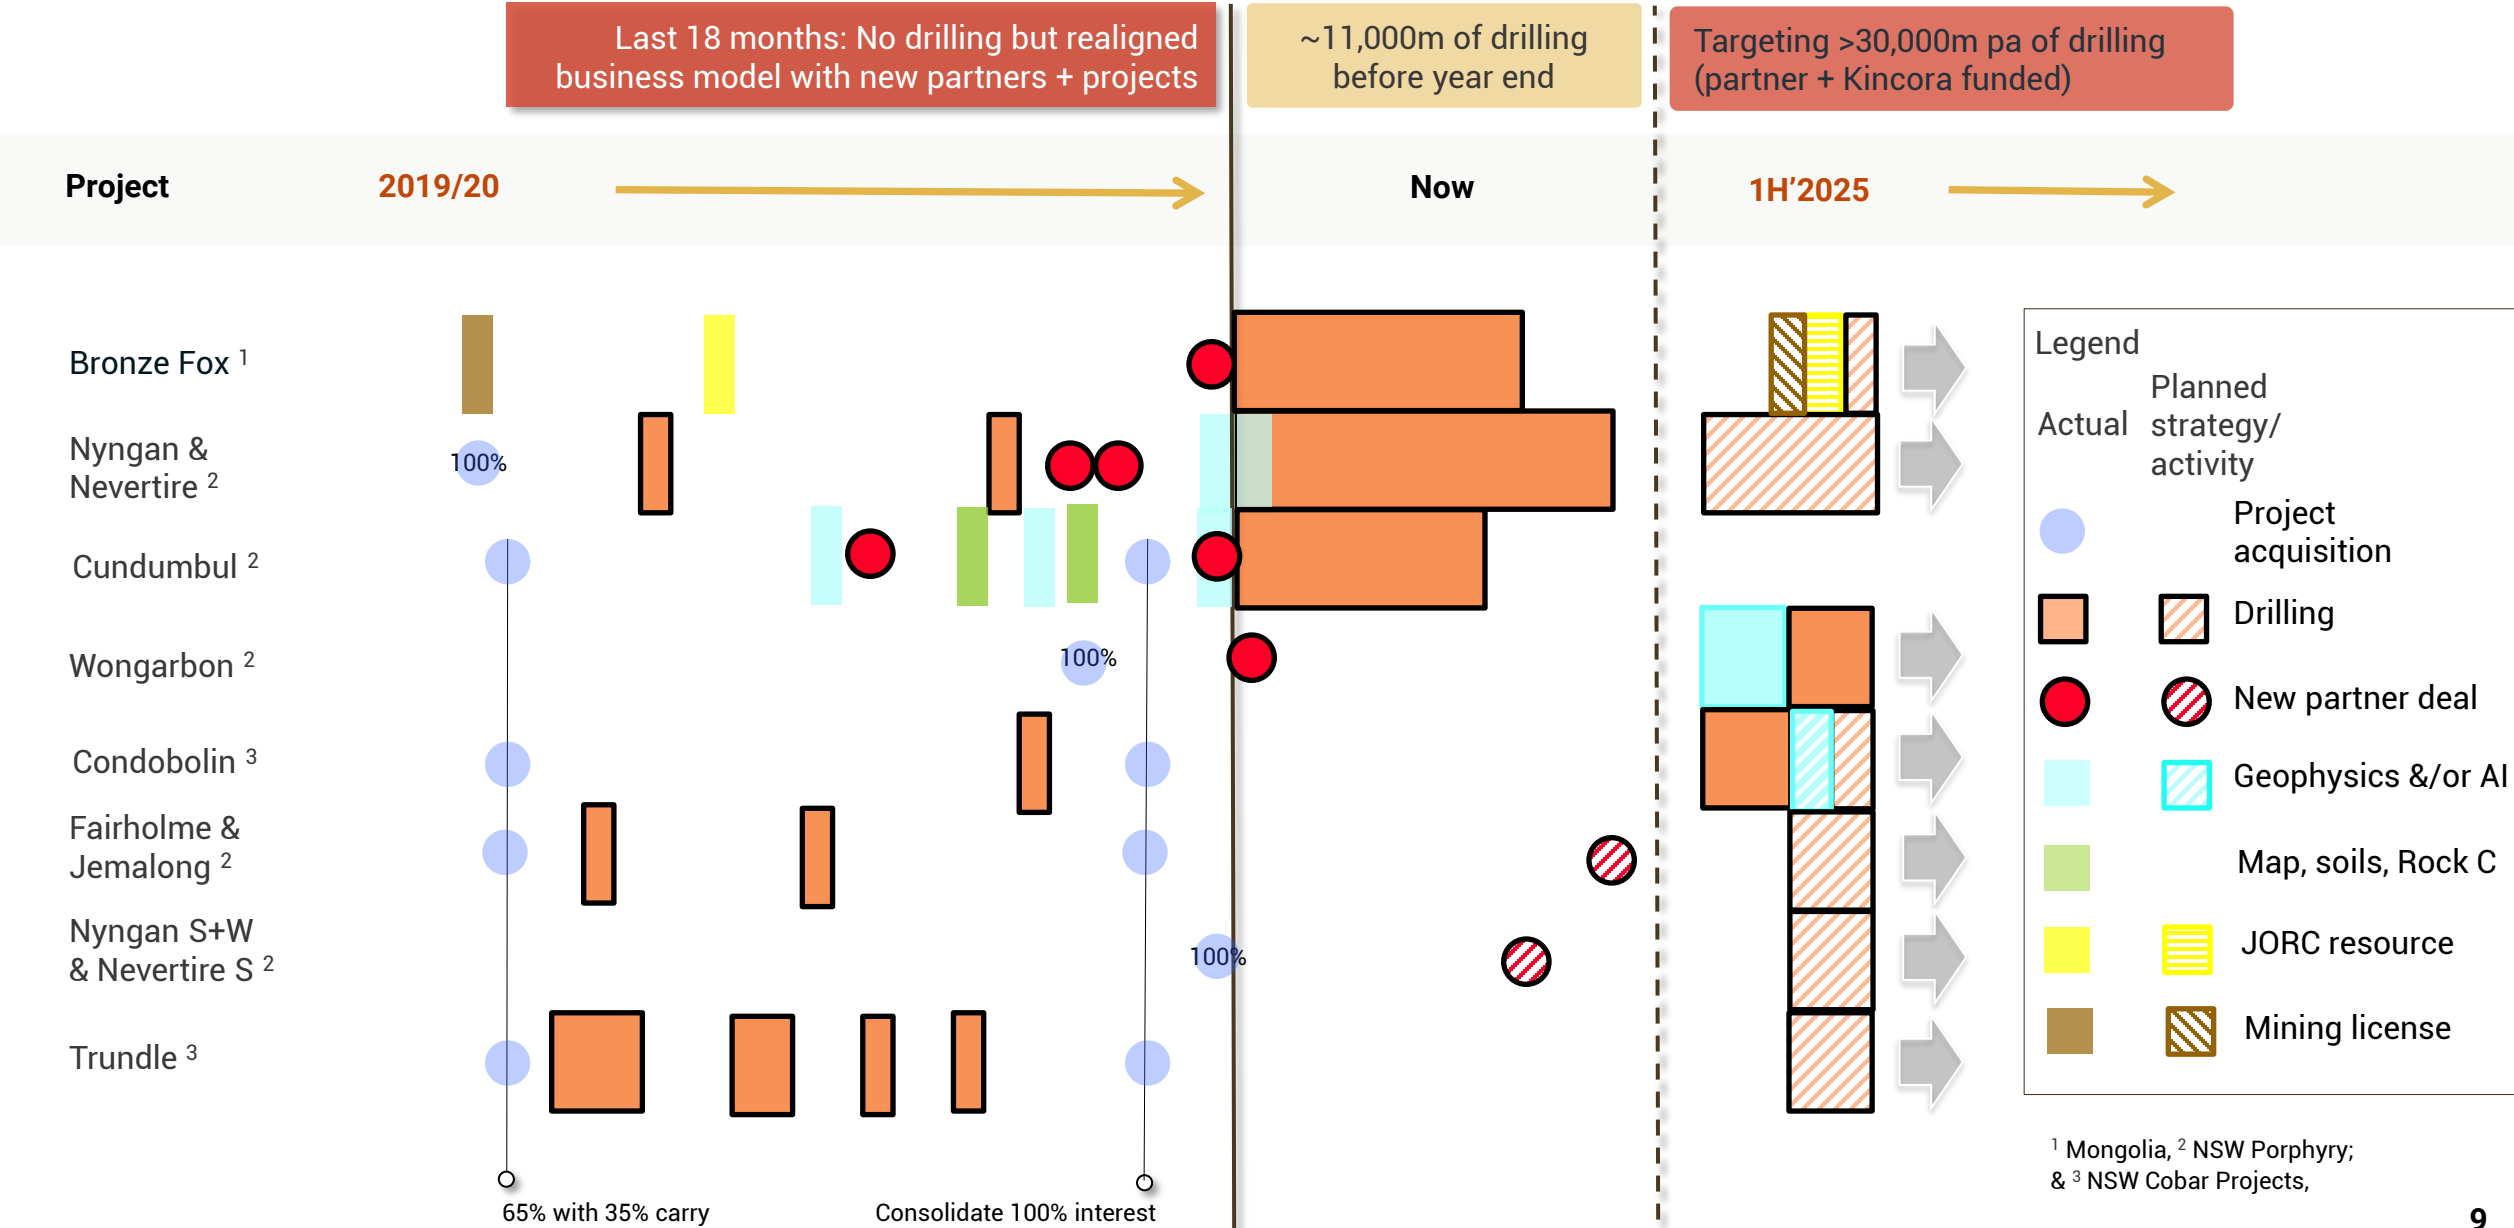 Last 18 months: No drilling but realigned
business model with new partners + projects
~11,000m of drilling
before year end
Targeting >30,000m pa of drilling
(partner + Kincora funded)
Project
2019/20
Now
1H’2025
Bronze Fox 1
Nyngan &
Nevertire 2
100%
Cundumbul 2
Wongarbon 2
100%
Condobolin 3
Fairholme &
Jemalong 2
Nyngan S+W
& Nevertire S 2
100%
Trundle 3
65% with 35% carry
Consolidate 100% interest
Legend
Actual
Planned
strategy/
activity
Project
acquisition
Drilling
New partner deal
Geophysics &/or AI
Map, soils, Rock C
JORC resource
Mining license
1 Mongolia, 2 NSW Porphyry;
& 3 NSW Cobar Projects,
9